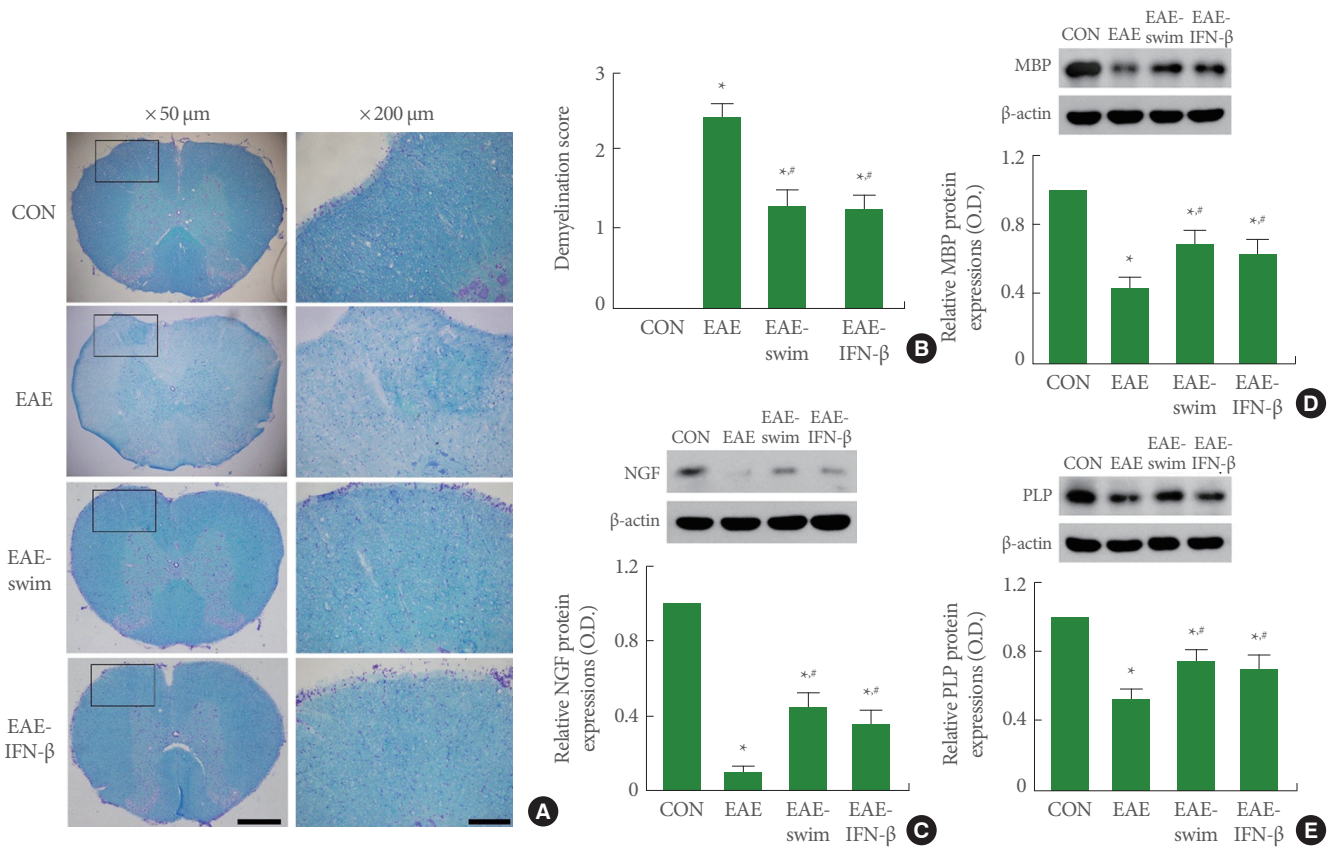 × 50 µm
× 200 µm
CON
EAE
EAE-
swim
EAE-
IFN-β
A
3
2
1
0
Demyelination score
*
*,#
*,#
CON
EAE
EAE-
swim
EAE-
IFN-β
B
CON
EAE
EAE-
swim
EAE-
IFN-β
NGF
β-actin
1.2
0.8
0.4
0
Relative NGF protein
expressions (O.D.)
*
*,#
*,#
CON
EAE
EAE-
swim
EAE-
IFN-β
C
CON
EAE
EAE-
swim
EAE-
IFN-β
MBP
β-actin
1.2
0.8
0.4
0
Relative MBP protein
expressions (O.D.)
*
*,#
*,#
CON
EAE
EAE-
swim
EAE-
IFN-β
D
CON
EAE
EAE-
swim
EAE-
IFN-β
PLP
β-actin
1.2
0.8
0.4
0
Relative PLP protein
expressions (O.D.)
*
*,#
*,#
CON
EAE
EAE-
swim
EAE-
IFN-β
E